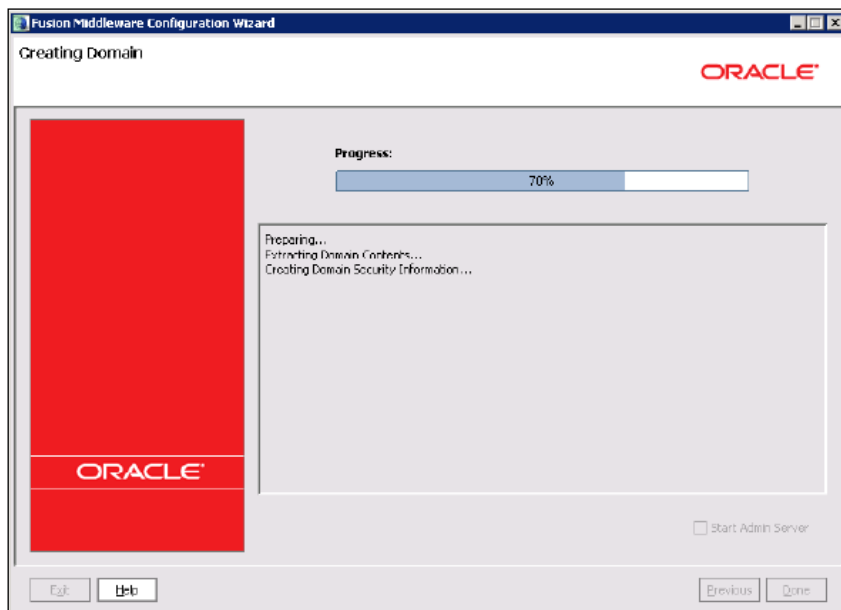 Fusion Middleware Configuration Wizard
Creating Domain
ORACLE
Progress:
70%
Preparing...
Extracting Domain Contents...
Creating Domain Security Information...
ORACLE
Start Admin Server
Exit
Help
Previous
Done